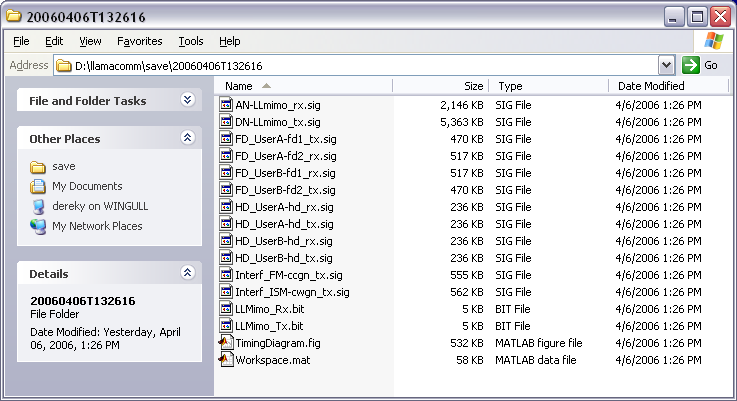 20060406T132616
File Edit View Favorites Tools Help
Address D:\llamacomm\save\20060406T132616 Go
File and Folder Tasks
Other Places
save
My Documents
dereky on WINGULL
My Network Places
Details
20060406T132616
File Folder
Date Modified: Yesterday, April
06, 2006, 1:26 PM
Name Size Type Date Modified
AN-LLmimo_rx.sig 2,146 KB SIG File 4/6/2006 1:26 PM
DN-LLmimo_tx.sig 5,363 KB SIG File 4/6/2006 1:26 PM
FD_UserA-fd1_tx.sig 470 KB SIG File 4/6/2006 1:26 PM
FD_UserA-fd2_rx.sig 517 KB SIG File 4/6/2006 1:26 PM
FD_UserB-fd1_rx.sig 517 KB SIG File 4/6/2006 1:26 PM
FD_UserB-fd2_tx.sig 470 KB SIG File 4/6/2006 1:26 PM
HD_UserA-hd_rx.sig 236 KB SIG File 4/6/2006 1:26 PM
HD_UserA-hd_tx.sig 236 KB SIG File 4/6/2006 1:26 PM
HD_UserB-hd_rx.sig 236 KB SIG File 4/6/2006 1:26 PM
HD_UserB-hd_tx.sig 236 KB SIG File 4/6/2006 1:26 PM
Interf_FM-ccgn_tx.sig 555 KB SIG File 4/6/2006 1:26 PM
Interf_ISM-cwgn_tx.sig 562 KB SIG File 4/6/2006 1:26 PM
LLMimo_Rx.bit 5 KB BIT File 4/6/2006 1:26 PM
LLMimo_Tx.bit 5 KB BIT File 4/6/2006 1:26 PM
TimingDiagram.fig 532 KB MATLAB figure file 4/6/2006 1:26 PM
Workspace.mat 58 KB MATLAB data file 4/6/2006 1:26 PM